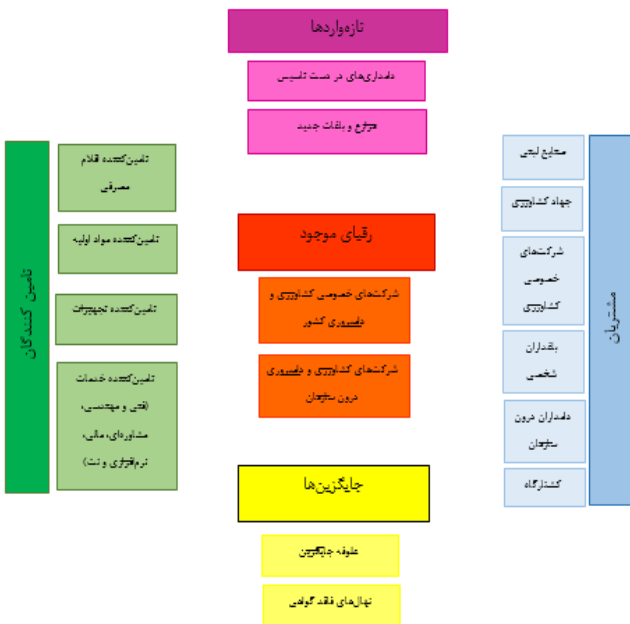 تازه‌واردها
دامداری‌های در دست تاسیس
مزارع و باغات جدید
مشتریان
صنایع لبنی
جهاد کشاورزی
شرکت‌های
خصوصی
کشاورزی
باغداران
شخصی
دامداران درون
سازمان
کشتارگاه
رقبای موجود
شرکت‌های خصوصی کشاورزی و
دامپروری کشور
شرکت‌های کشاورزی و دامپروری
درون سازمان
تامین کنندگان
تامین‌کننده اقلام
مصرفی
تامین‌کننده مواد اولیه
تامین‌کننده تجهیزات
تامین‌کننده خدمات
(فنی و مهندسی،
مشاوره‌ای، مالی،
نرم‌افزاری و نت)
جایگزین‌ها
علوفه جایگزین
نهال‌های فاقد گواهی